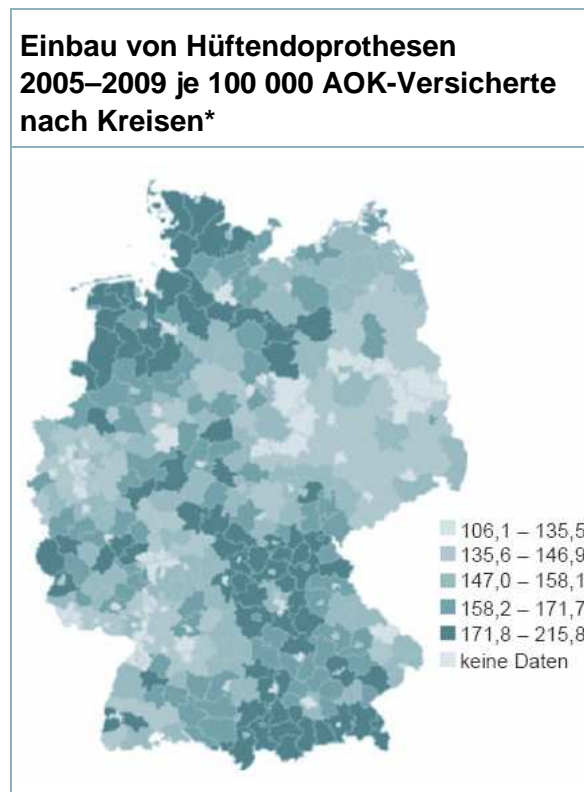 Einbau von Hüftendoprothesen
2005–2009 je 100 000 AOK-Versicherte
nach Kreisen*
106,1 – 135,5
135,6 – 146,9
147,0 – 158,1
158,2 – 171,7
171,8 – 215,8
keine Daten